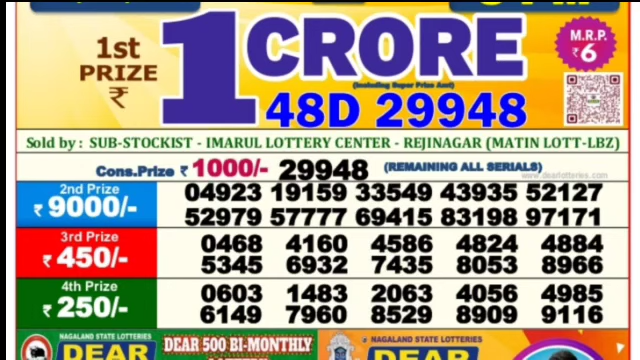 1st
PRIZE
₹
1 CRORE
(Including Super Prize Amt)
M.R.P.
₹6
48D 29948
Sold by : SUB-STOCKIST - IMARUL LOTTERY CENTER - REJINAGAR (MATIN LOTT-LBZ)
Cons.Prize ₹ 1000/- 29948 (REMAINING ALL SERIALS)
www.dearlotteries.com
2nd Prize
₹ 9000/-
04923 19159 33549 43935 52127
52979 57777 69415 83198 97171
3rd Prize
₹ 450/-
0468 4160 4586 4824 4884
5345 6932 7435 8053 8966
4th Prize
₹ 250/-
0603 1483 2063 4056 4985
6149 7960 8529 8909 9116
NAGALAND STATE LOTTERIES
DEAR
DEAR 500 BI-MONTHLY
NAGALAND STATE LOTTERIES
DEAR